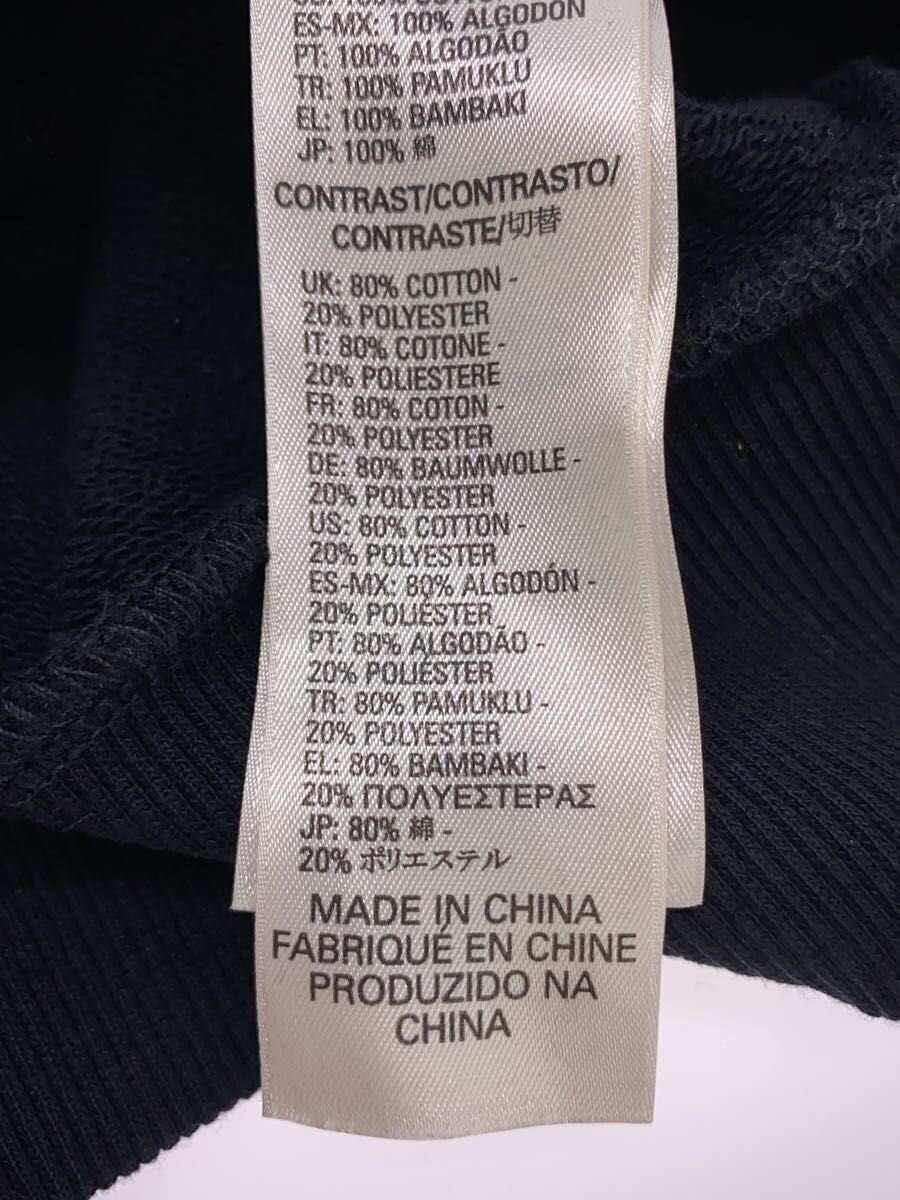 100% COTTON
ES-MX: 100% ALGODÓN
PT: 100% ALGODÃO
TR: 100% PAMUKLU
EL: 100% BAMBAKI
JP: 100% 綿
CONTRAST/CONTRASTO/
CONTRASTE/切替
UK: 80% COTTON -
20% POLYESTER
IT: 80% COTONE -
20% POLIESTERE
FR: 80% COTON -
20% POLYESTER
DE: 80% BAUMWOLLE -
20% POLYESTER
US: 80% COTTON -
20% POLYESTER
ES-MX: 80% ALGODÓN -
20% POLIÉSTER
PT: 80% ALGODÃO -
20% POLIÉSTER
TR: 80% PAMUKLU -
20% POLYESTER
EL: 80% BAMBAKI -
20% ΠΟΛΥΕΣΤΕΡΑΣ
JP: 80% 綿 -
20% ポリエステル
MADE IN CHINA
FABRIQUÉ EN CHINE
PRODUZIDO NA
CHINA